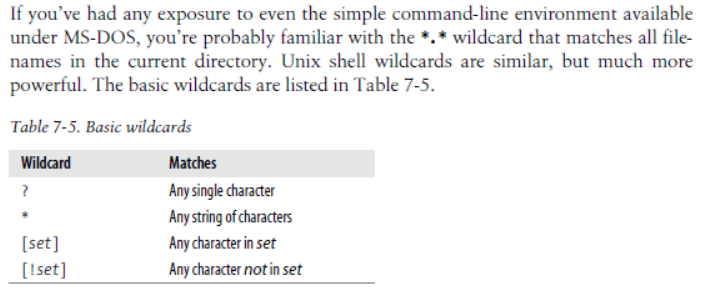 If you've had any exposure to even the simple command-line environment available
under MS-DOS, you're probably familiar with the *.* wildcard that matches all file-
names in the current directory. Unix shell wildcards are similar, but much more
powerful. The basic wildcards are listed in Table 7-5.
Table 7-5. Basic wildcards
Wildcard Matches
? Any single character
* Any string of characters
[set] Any character in set
[!set] Any character not in set